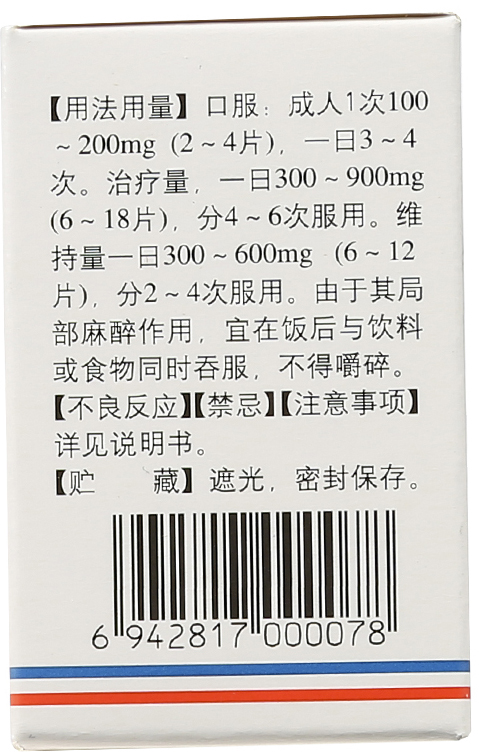 【用法用量】口服：成人1次100
~200mg (2~4片)，一日3~4
次。治疗量，一日300~900mg
(6~18片)，分4~6次服用。维
持量一日300~600mg (6~12
片)，分2~4次服用。由于其局
部麻醉作用，宜在饭后与饮料
或食物同时吞服，不得嚼碎。
【不良反应】【禁忌】【注意事项】
详见说明书。
【贮 藏】遮光，密封保存。
6 942817 000078